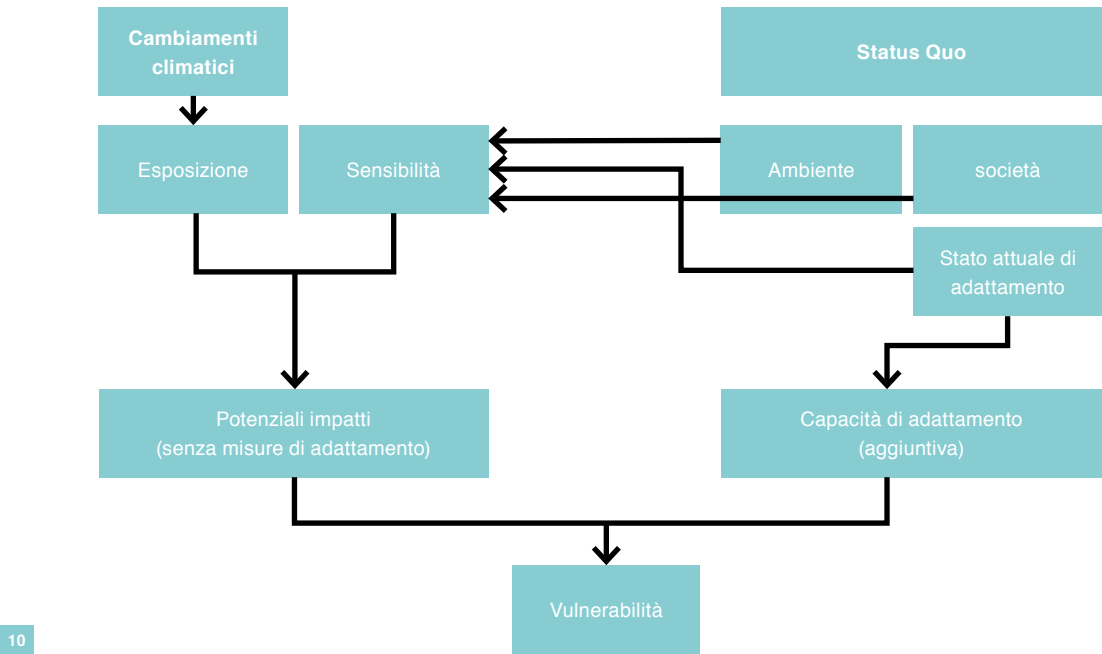 Cambiamenti
climatici
Status Quo
Esposizione
Sensibilità
Ambiente
società
Stato attuale di
adattamento
Potenziali impatti
(senza misure di adattamento)
Capacità di adattamento
(aggiuntiva)
Vulnerabilità
10